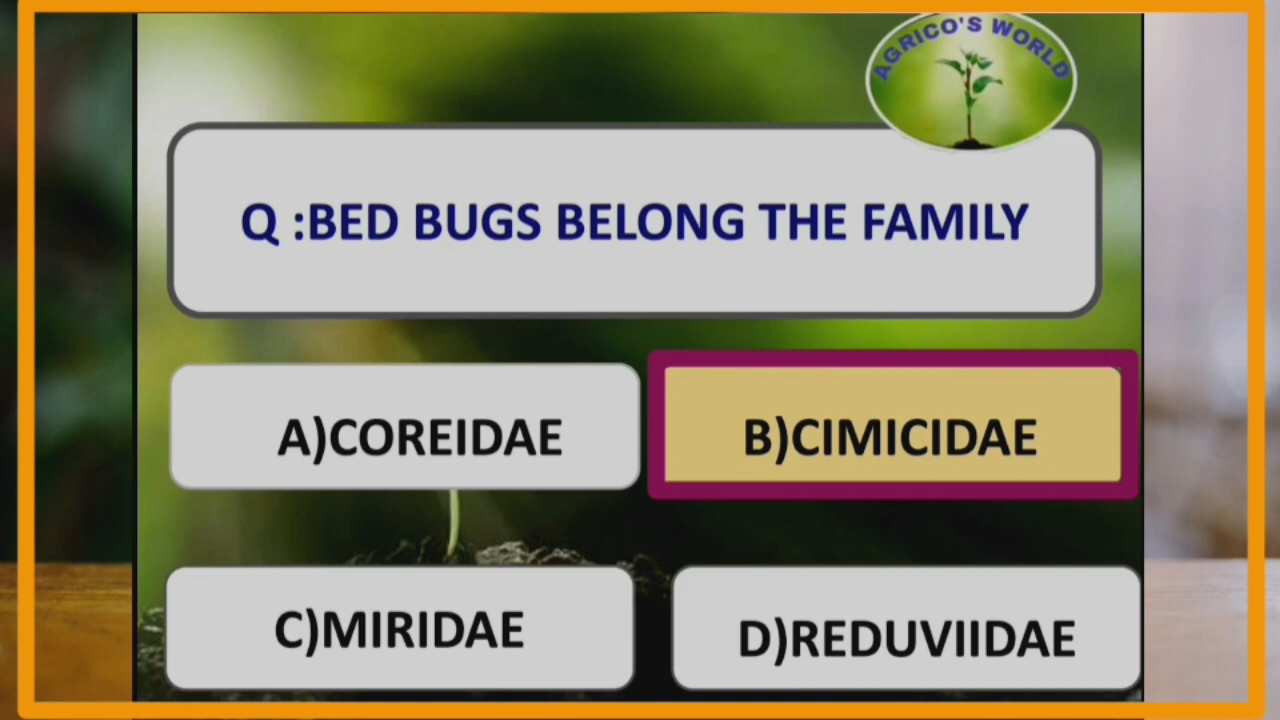 AGRICO'S WORLD
Q :BED BUGS BELONG THE FAMILY
A)COREIDAE
B)CIMICIDAE
C)MIRIDAE
D)REDUVIIDAE